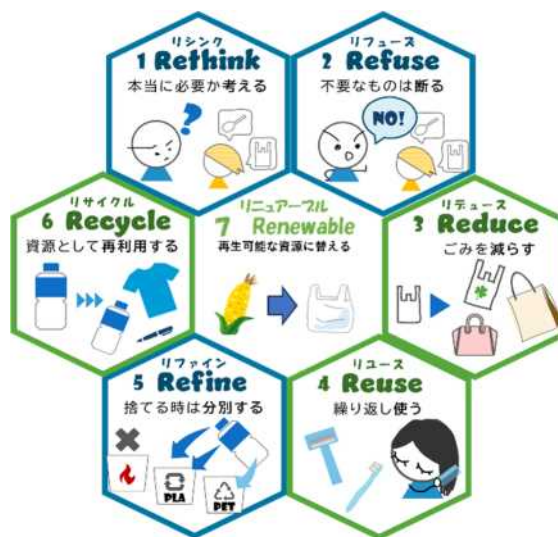 リシンク
1 Rethink
本当に必要か考える
?
リフューズ
2 Refuse
不要なものは断る
NO!
リデュース
3 Reduce
ごみを減らす
リユース
4 Reuse
繰り返し使う
リファイン
5 Refine
捨てる時は分別する
PLA
PET
リサイクル
6 Recycle
資源として再利用する
リニュアーブル
7 Renewable
再生可能な資源に替える